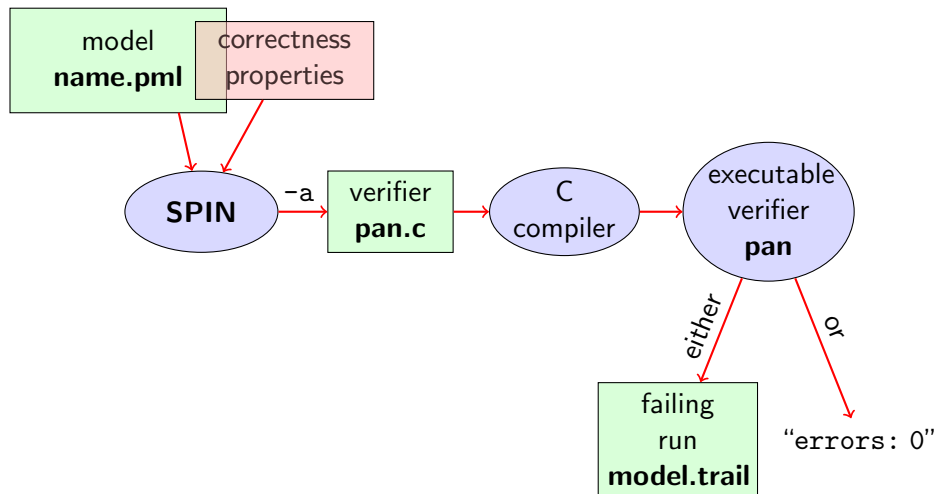 model
name.pml
correctness
properties
SPIN
-a
verifier
pan.c
C
compiler
executable
verifier
pan
either
or
failing
run
model.trail
“errors: 0”